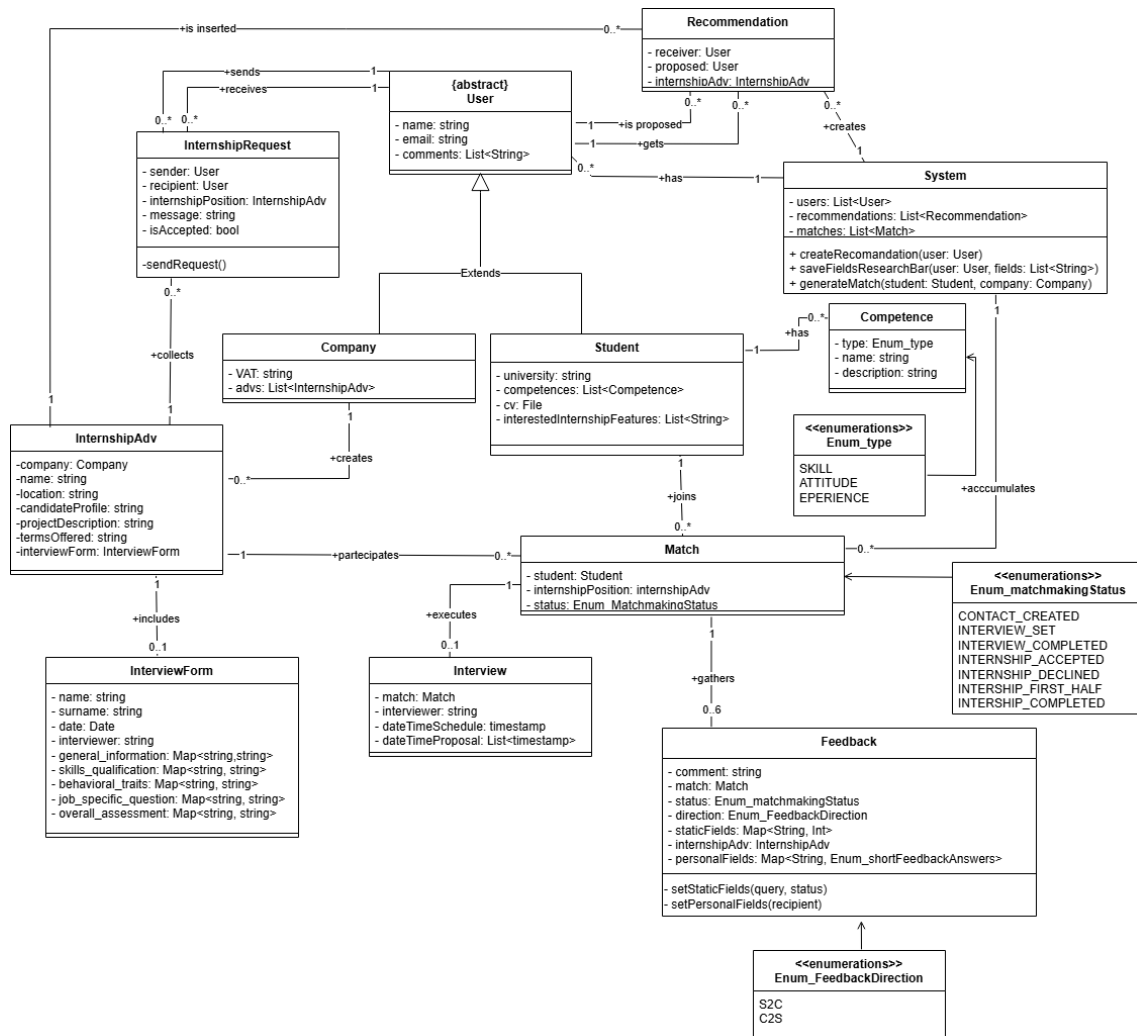 Recommendation
- receiver: User
- proposed: User
- internshipAdv: InternshipAdv
+is inserted
0..*
+sends
1
+receives
1
0..*
0..*
{abstract}
User
- name: string
- email: string
- comments: List<String>
0..*
0..*
1
+is proposed
1
+gets
0..*
+has
1
0..*
+creates
1
InternshipRequest
- sender: User
- recipient: User
- internshipPosition: InternshipAdv
- message: string
- isAccepted: bool
-sendRequest()
0..*
System
- users: List<User>
- recommendations: List<Recommendation>
- matches: List<Match>
+ createRecomandation(user: User)
+ saveFieldsResearchBar(user: User, fields: List<String>)
+ generateMatch(student: Student, company: Company)
1
Extends
+collects
1
1
Company
- VAT: string
- advs: List<InternshipAdv>
1
+creates
0..*
Student
- university: string
- competences: List<Competence>
- cv: File
- interestedInternshipFeatures: List<String>
1
+has
0..*
1
+joins
0..*
Competence
- type: Enum_type
- name: string
- description: string
<<enumerations>>
Enum_type
SKILL
ATTITUDE
EPERIENCE
+acccumulates
0..*
InternshipAdv
-company: Company
-name: string
-location: string
-candidateProfile: string
-projectDescription: string
-termsOffered: string
-interviewForm: InterviewForm
1
+partecipates
0..*
1
+includes
0..1
Match
- student: Student
- internshipPosition: internshipAdv
- status: Enum_MatchmakingStatus
1
+executes
0..1
1
+gathers
0..6
<<enumerations>>
Enum_matchmakingStatus
CONTACT_CREATED
INTERVIEW_SET
INTERVIEW_COMPLETED
INTERNSHIP_ACCEPTED
INTERNSHIP_DECLINED
INTERSHIP_FIRST_HALF
INTERSHIP_COMPLETED
InterviewForm
- name: string
- surname: string
- date: Date
- interviewer: string
- general_information: Map<string,string>
- skills_qualification: Map<string, string>
- behavioral_traits: Map<string, string>
- job_specific_question: Map<string, string>
- overall_assessment: Map<string, string>
Interview
- match: Match
- interviewer: string
- dateTimeSchedule: timestamp
- dateTimeProposal: List<timestamp>
Feedback
- comment: string
- match: Match
- status: Enum_matchmakingStatus
- direction: Enum_FeedbackDirection
- staticFields: Map<String, Int>
- internshipAdv: InternshipAdv
- personalFields: Map<String, Enum_shortFeedbackAnswers>
- setStaticFields(query, status)
- setPersonalFields(recipient)
<<enumerations>>
Enum_FeedbackDirection
S2C
C2S